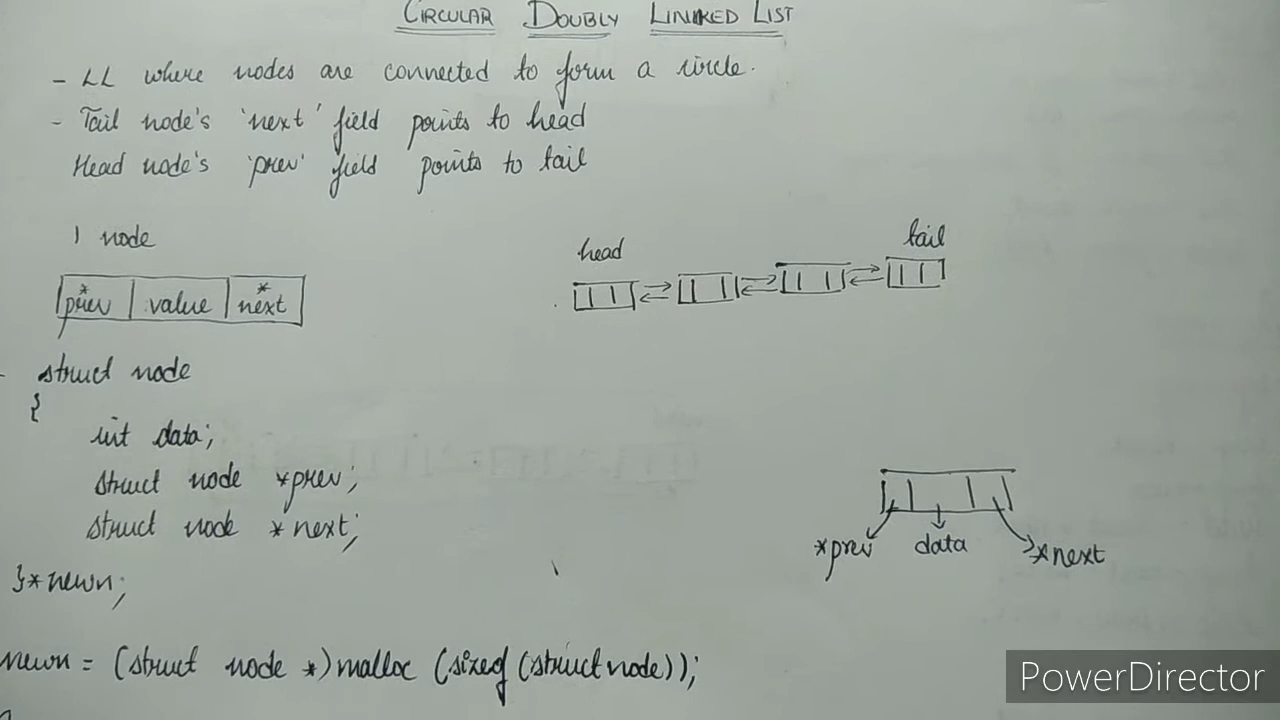 CIRCULAR DOUBLY LINKED LIST
- LL where nodes are connected to form a circle.
- Tail node's 'next' field points to head
Head node's 'prev' field points to tail
1 node
head
tail
*prev value *next
- struct node
{
int data;
struct node *prev;
struct node *next;
}*newn;
*prev data *next
newn = (struct node *)malloc (sizeof (struct node));
PowerDirector